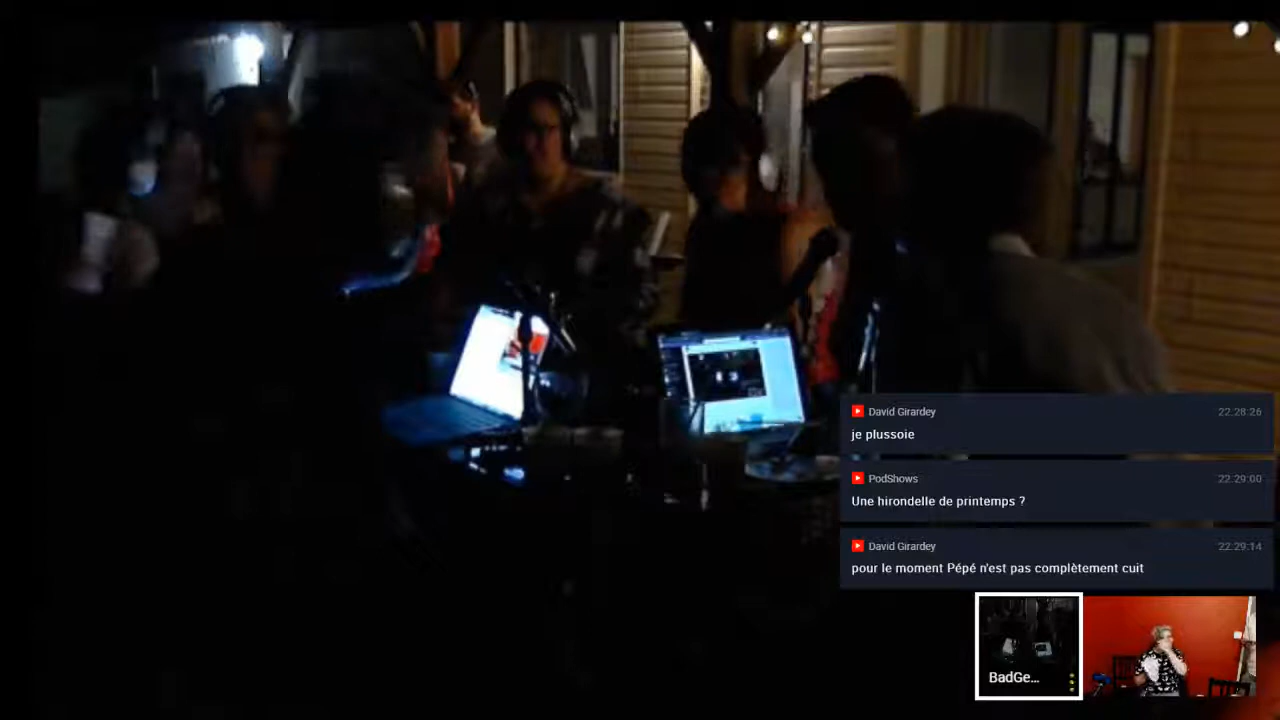 David Girardey 22:28:26
je plussoie
PodShows 22:29:00
Une hirondelle de printemps ?
David Girardey 22:29:14
pour le moment Pépé n'est pas complètement cuit
BadGe...